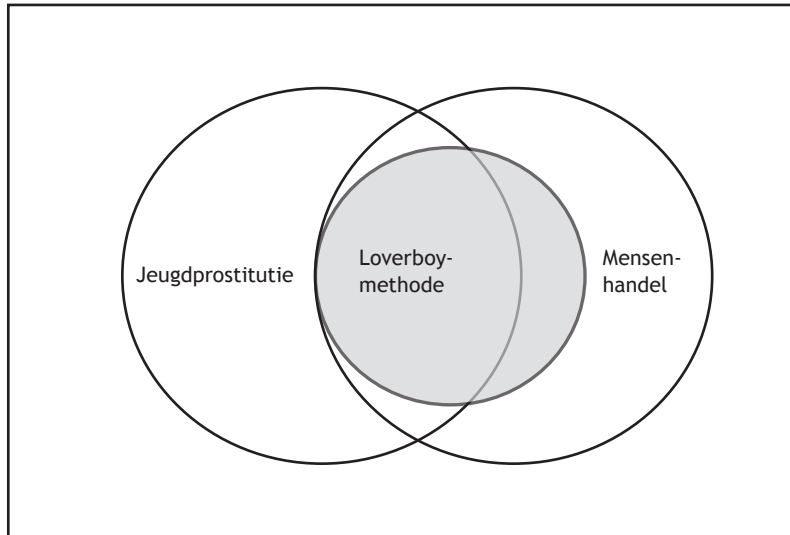 Jeugdprostitutie
Loverboy-
methode
Mensen-
handel